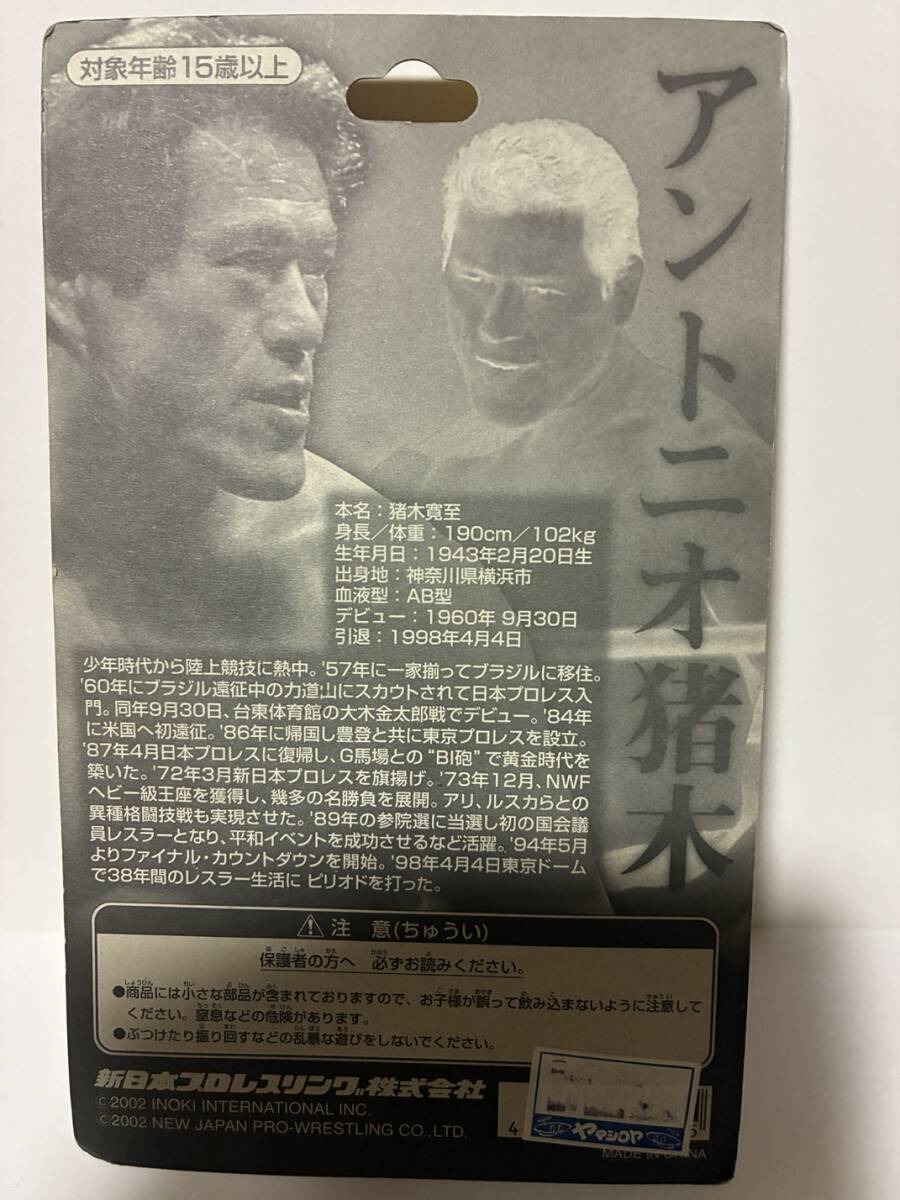 対象年齢15歳以上
アントニオ猪木
本名：猪木寛至
身長／体重：190cm／102kg
生年月日：1943年2月20日生
出身地：神奈川県横浜市
血液型：AB型
デビュー：1960年 9月30日
引退：1998年4月4日
少年時代から陸上競技に熱中。'57年に一家揃ってブラジルに移住。
'60年にブラジル遠征中の力道山にスカウトされて日本プロレス入
門。同年9月30日、台東体育館の大木金太郎戦でデビュー。'84年
に米国へ初遠征。'86年に帰国し豊登と共に東京プロレスを設立。
'87年4月日本プロレスに復帰し、G馬場との“BI砲”で黄金時代を
築いた。'72年3月新日本プロレスを旗揚げ。'73年12月、NWF
ヘビー級王座を獲得し、幾多の名勝負を展開。アリ、ルスカらとの
異種格闘技戦も実現させた。'89年の参院選に当選し初の国会議
員レスラーとなり、平和イベントを成功させるなど活躍。'94年5月
よりファイナル・カウントダウンを開始。'98年4月4日東京ドーム
で38年間のレスラー生活に ピリオドを打った。
⚠注 意(ちゅうい)
保護者の方へ 必ずお読みください。
●商品には小さな部品が含まれておりますので、お子様が誤って飲み込まないように注意して
ください。窒息などの危険があります。
●ぶつけたり振り回すなどの乱暴な遊びをしないでください。
新日本プロレスリング株式会社
©2002 INOKI INTERNATIONAL INC.
©2002 NEW JAPAN PRO-WRESTLING CO.,LTD.
4
ヤマシロヤ
MADE IN CHINA